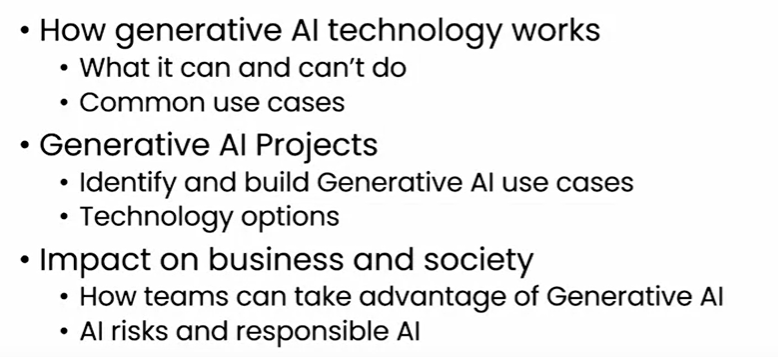 • How generative AI technology works
• What it can and can't do
• Common use cases
• Generative AI Projects
• Identify and build Generative AI use cases
• Technology options
• Impact on business and society
• How teams can take advantage of Generative AI
• AI risks and responsible AI